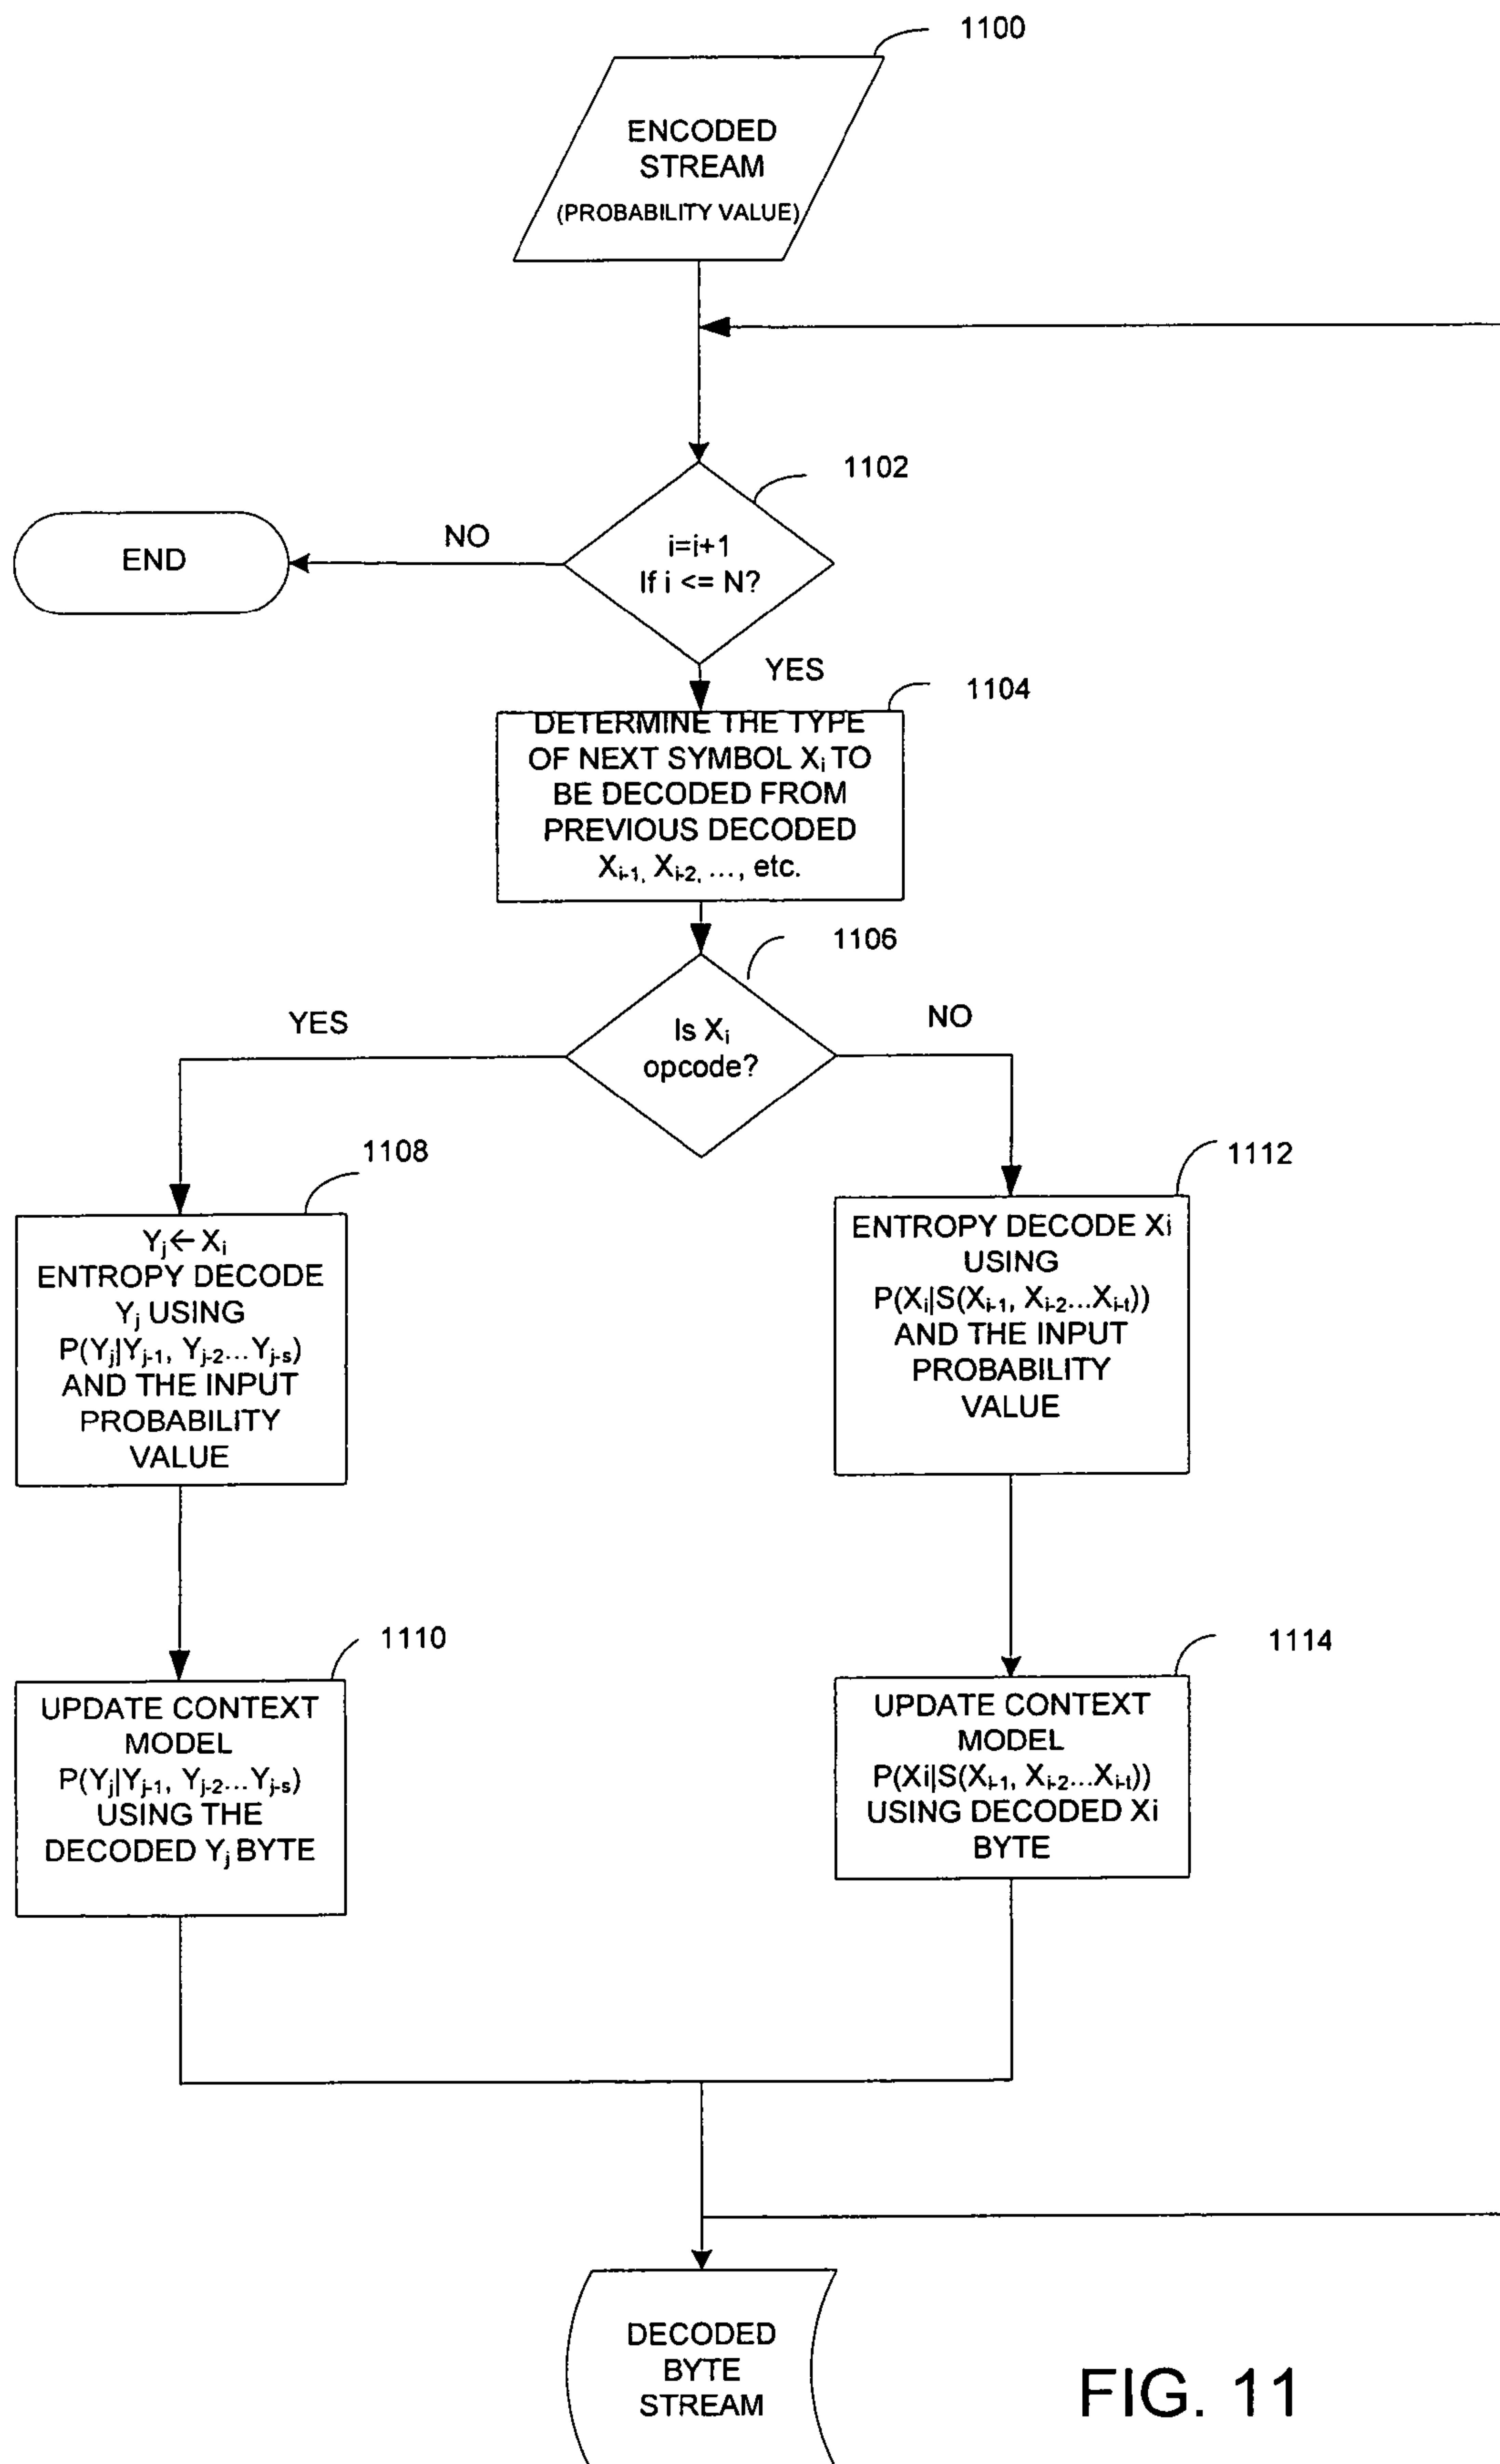 1100
ENCODED
STREAM
(PROBABILITY VALUE)
1102
i=i+1
If i <= N?
NO
END
YES
1104
DETERMINE THE TYPE
OF NEXT SYMBOL Xi TO
BE DECODED FROM
PREVIOUS DECODED
Xi-1, Xi-2, ..., etc.
1106
Is Xi
opcode?
YES
NO
1108
Yj ← Xi
ENTROPY DECODE
Yj USING
P(Yj|Yj-1, Yj-2...Yj-s)
AND THE INPUT
PROBABILITY
VALUE
1112
ENTROPY DECODE Xi
USING
P(Xi|S(Xi-1, Xi-2...Xi-t))
AND THE INPUT
PROBABILITY
VALUE
1110
UPDATE CONTEXT
MODEL
P(Yj|Yj-1, Yj-2...Yj-s)
USING THE
DECODED Yj BYTE
1114
UPDATE CONTEXT
MODEL
P(Xi|S(Xi-1, Xi-2...Xi-t))
USING DECODED Xi
BYTE
DECODED
BYTE
STREAM
FIG. 11